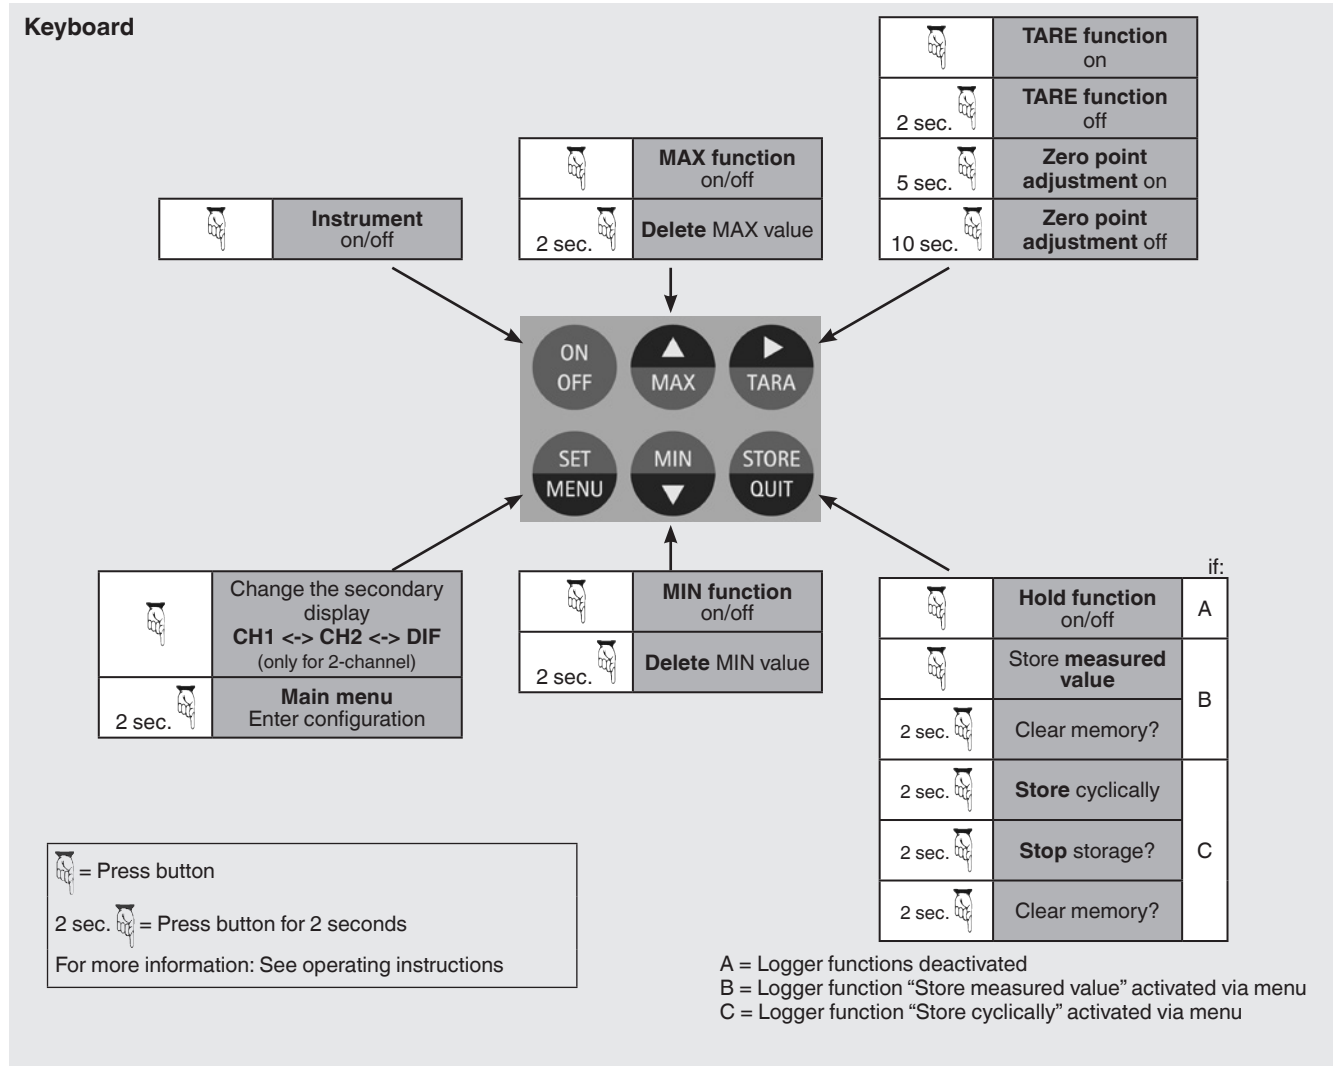 Keyboard
TARE function
on
2 sec.
TARE function
off
5 sec.
Zero point
adjustment on
10 sec.
Zero point
adjustment off
MAX function
on/off
2 sec.
Delete MAX value
Instrument
on/off
ON
OFF
MAX
TARA
SET
MENU
MIN
STORE
QUIT
Change the secondary
display
CH1 <-> CH2 <-> DIF
(only for 2-channel)
2 sec.
Main menu
Enter configuration
MIN function
on/off
2 sec.
Delete MIN value
if:
Hold function
on/off
A
Store measured
value
B
2 sec.
Clear memory?
2 sec.
Store cyclically
2 sec.
Stop storage?
C
2 sec.
Clear memory?
= Press button
2 sec. = Press button for 2 seconds
For more information: See operating instructions
A = Logger functions deactivated
B = Logger function “Store measured value” activated via menu
C = Logger function “Store cyclically” activated via menu